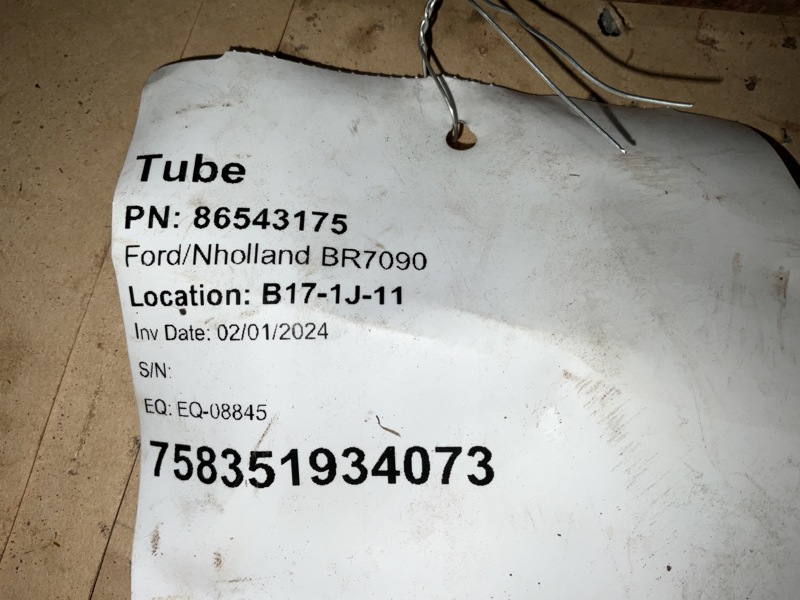 Tube
PN: 86543175
Ford/Nholland BR7090
Location: B17-1J-11
Inv Date: 02/01/2024
S/N:
EQ: EQ-08845
758351934073